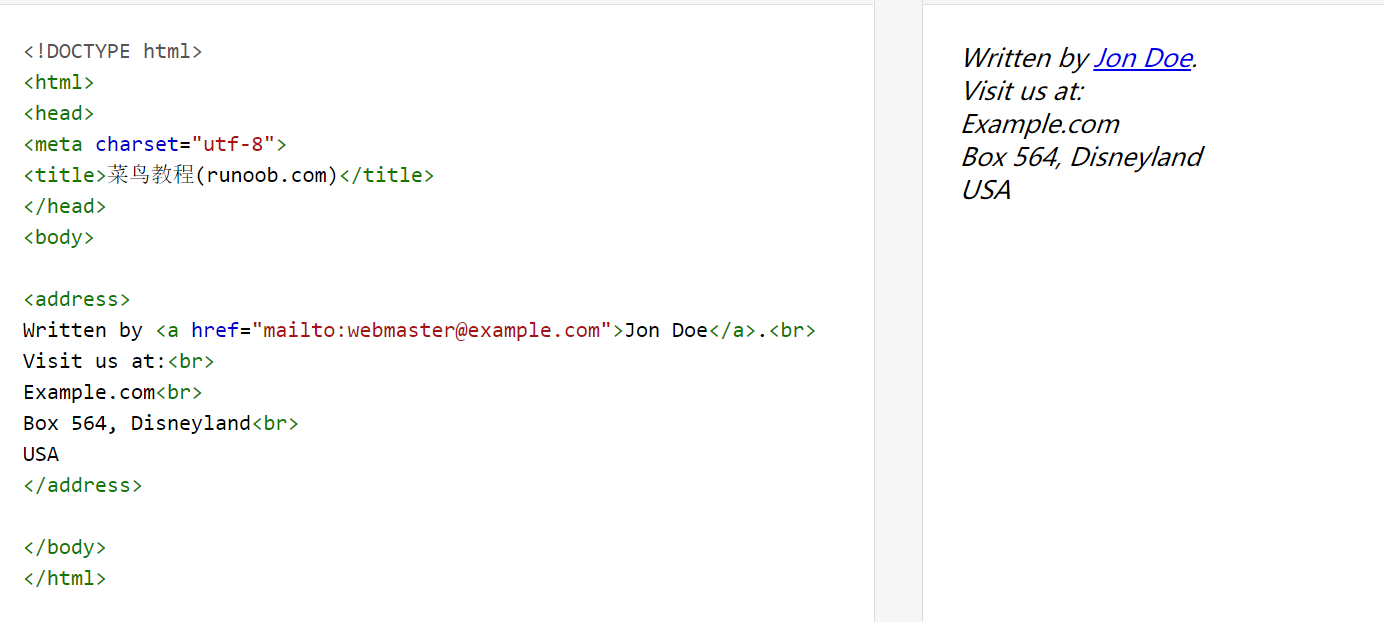 <!DOCTYPE html>
<html>
<head>
<meta charset="utf-8">
<title>菜鸟教程(runoob.com)</title>
</head>
<body>
<address>
Written by <a href="mailto:webmaster@example.com">Jon Doe</a>.<br>
Visit us at:<br>
Example.com<br>
Box 564, Disneyland<br>
USA
</address>
</body>
</html>
Written by Jon Doe.
Visit us at:
Example.com
Box 564, Disneyland
USA